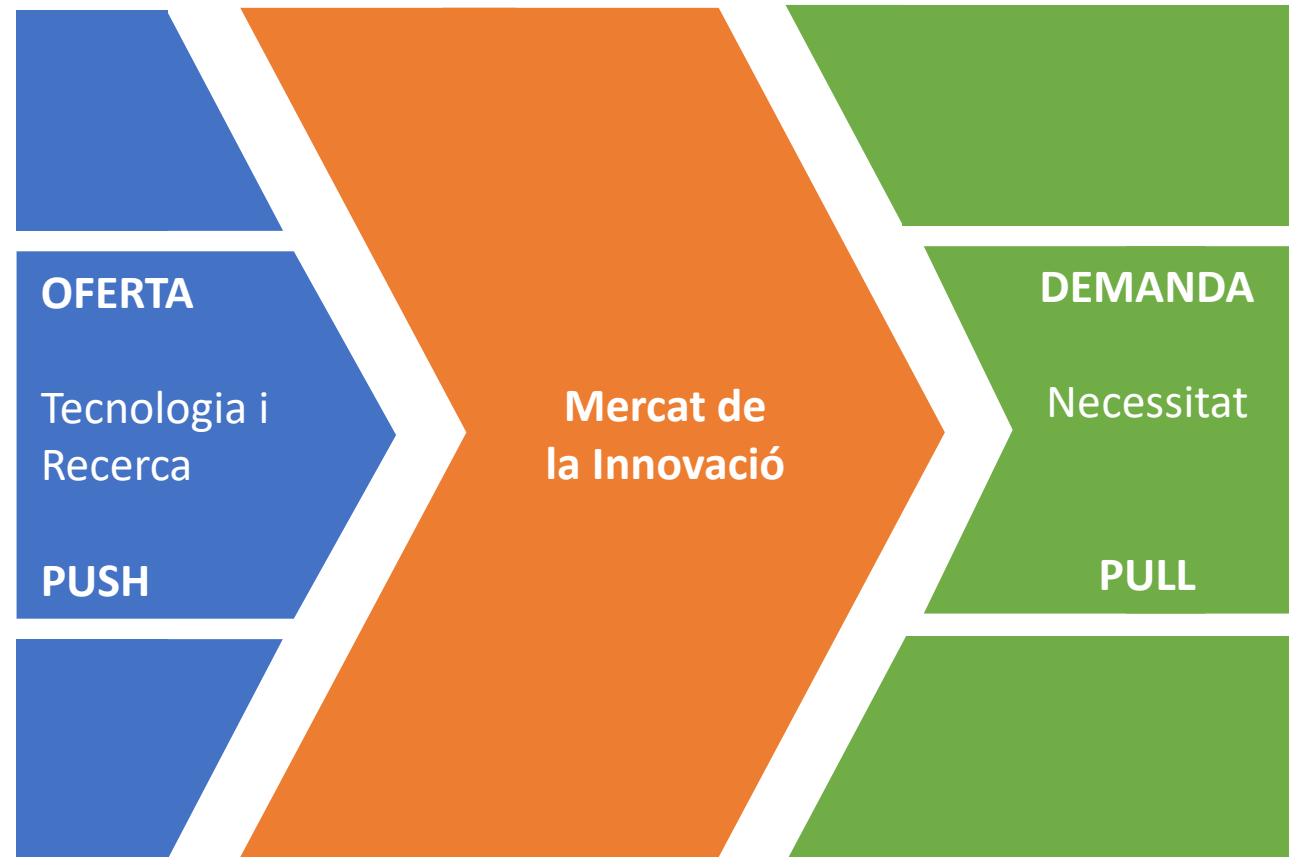 OFERTA
Tecnologia i
Recerca
PUSH
Mercat de
la Innovació
DEMANDA
Necessitat
PULL